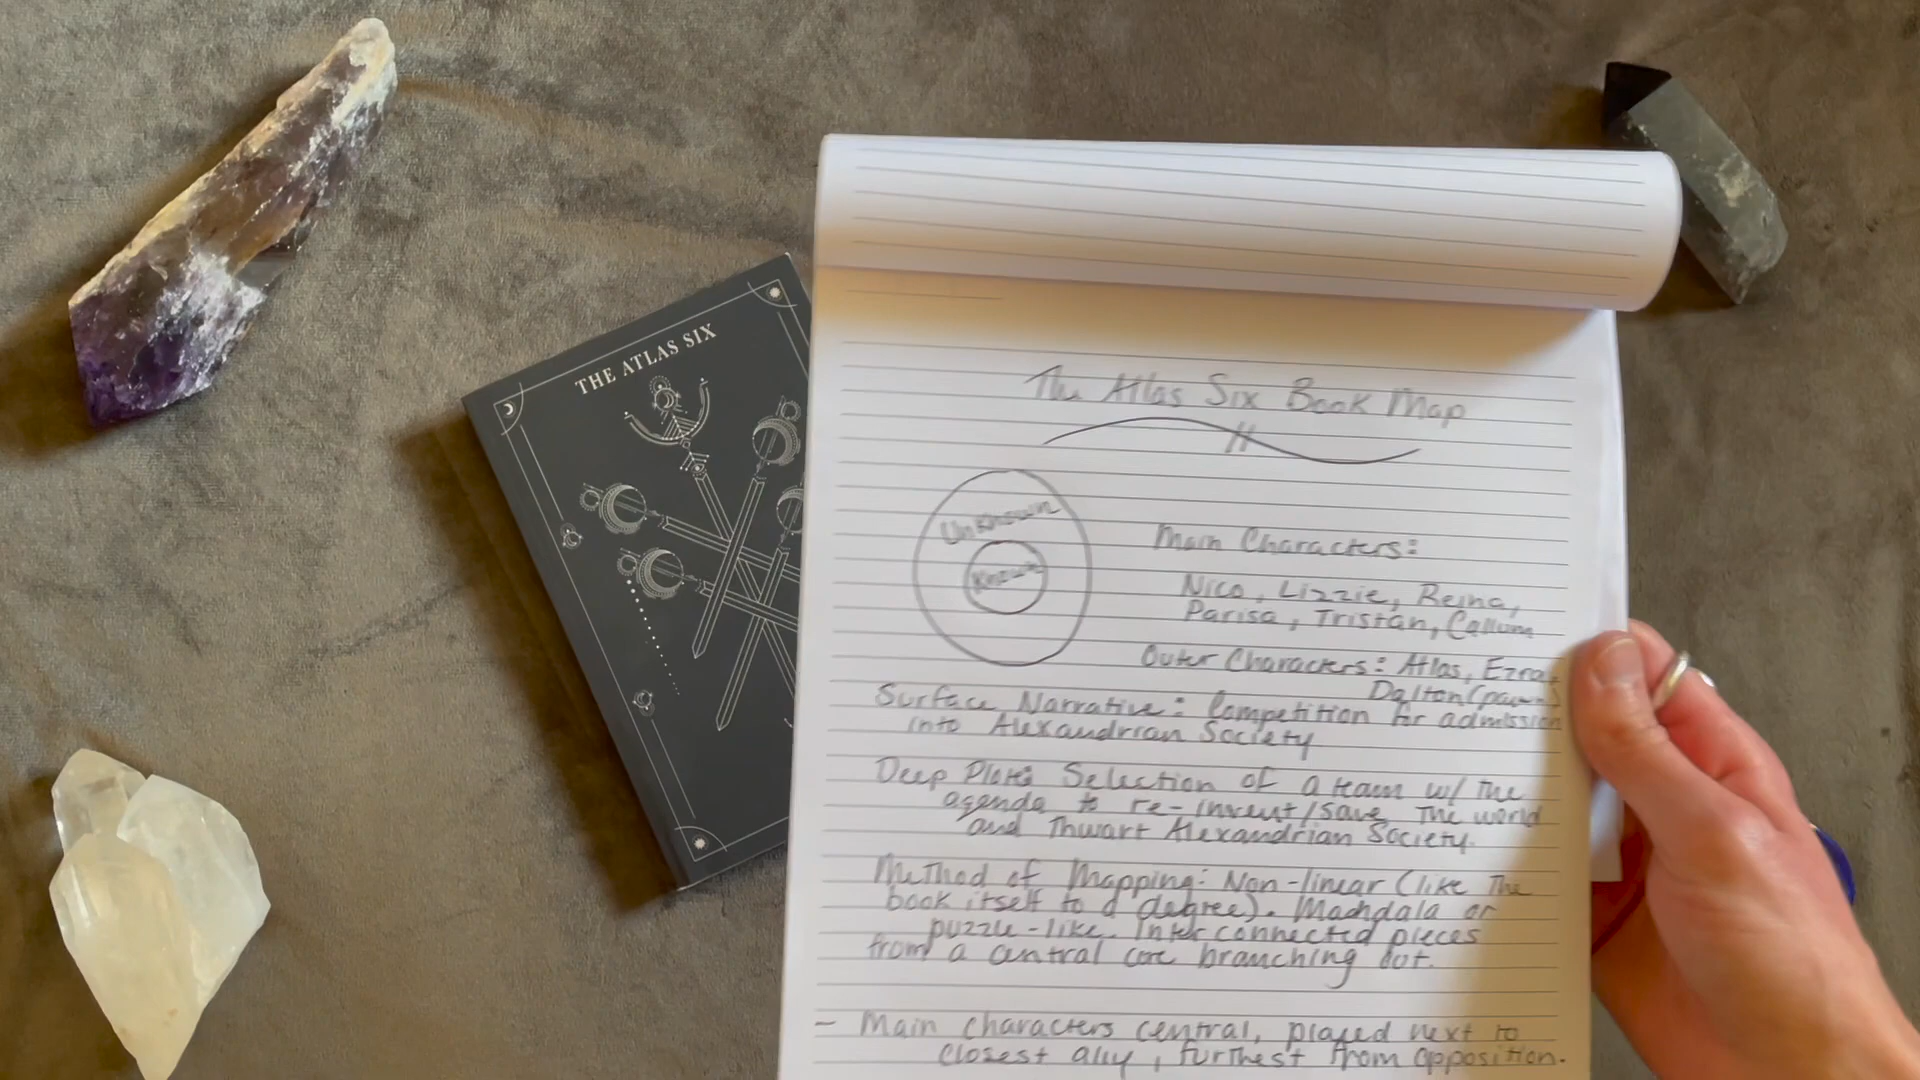 THE ATLAS SIX
The Atlas Six Book Map
Unknown
Known
Main Characters:
Nico, Lizzie, Reina,
Parisa, Tristan, Callum
Outer Characters: Atlas, Ezra,
Dalton (pawn)
Surface Narrative: Competition for admission
into Alexandrian Society
Deep Plot: Selection of a team w/ the
agenda to re-invent/save the world
and Thwart Alexandrian Society.
Method of Mapping: Non-linear (like the
book itself to a degree). Machdala or
puzzle-like. Interconnected pieces
from a central core branching out.
- Main characters central, placed next to
closest ally, furthest from opposition.